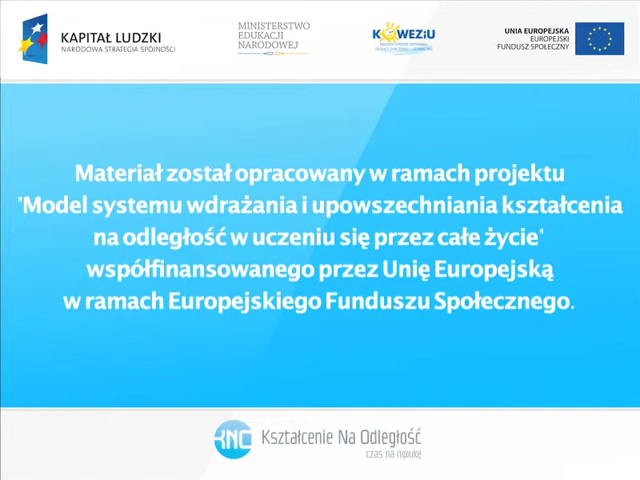 KAPITAŁ LUDZKI
NARODOWA STRATEGIA SPÓJNOŚCI
MINISTERSTWO
EDUKACJI
NARODOWEJ
KOWEZiU
UNIA EUROPEJSKA
EUROPEJSKI
FUNDUSZ SPOŁECZNY
Materiał został opracowany w ramach projektu
"Model systemu wdrażania i upowszechniania kształcenia
na odległość w uczeniu się przez całe życie"
współfinansowanego przez Unię Europejską
w ramach Europejskiego Funduszu Społecznego.
KNO Kształcenie Na Odległość
czas na n@ukę